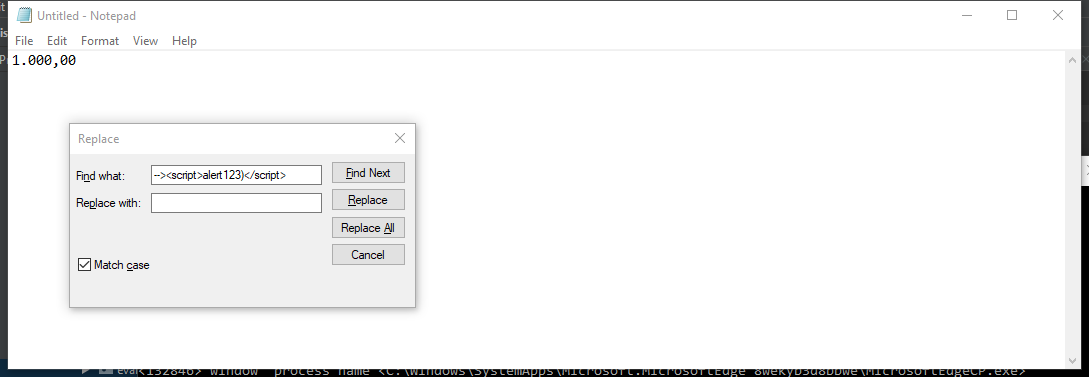 Untitled - Notepad
File Edit Format View Help
1.000,00
Replace
Find what: --><script>alert123)</script> Find Next
Replace with: Replace
Replace All
Cancel
Match case
eval<132846> window process name <C:\Windows\SystemApps\Microsoft.MicrosoftEdge_8wekyb3d8bbwe\MicrosoftEdgeCP.exe>